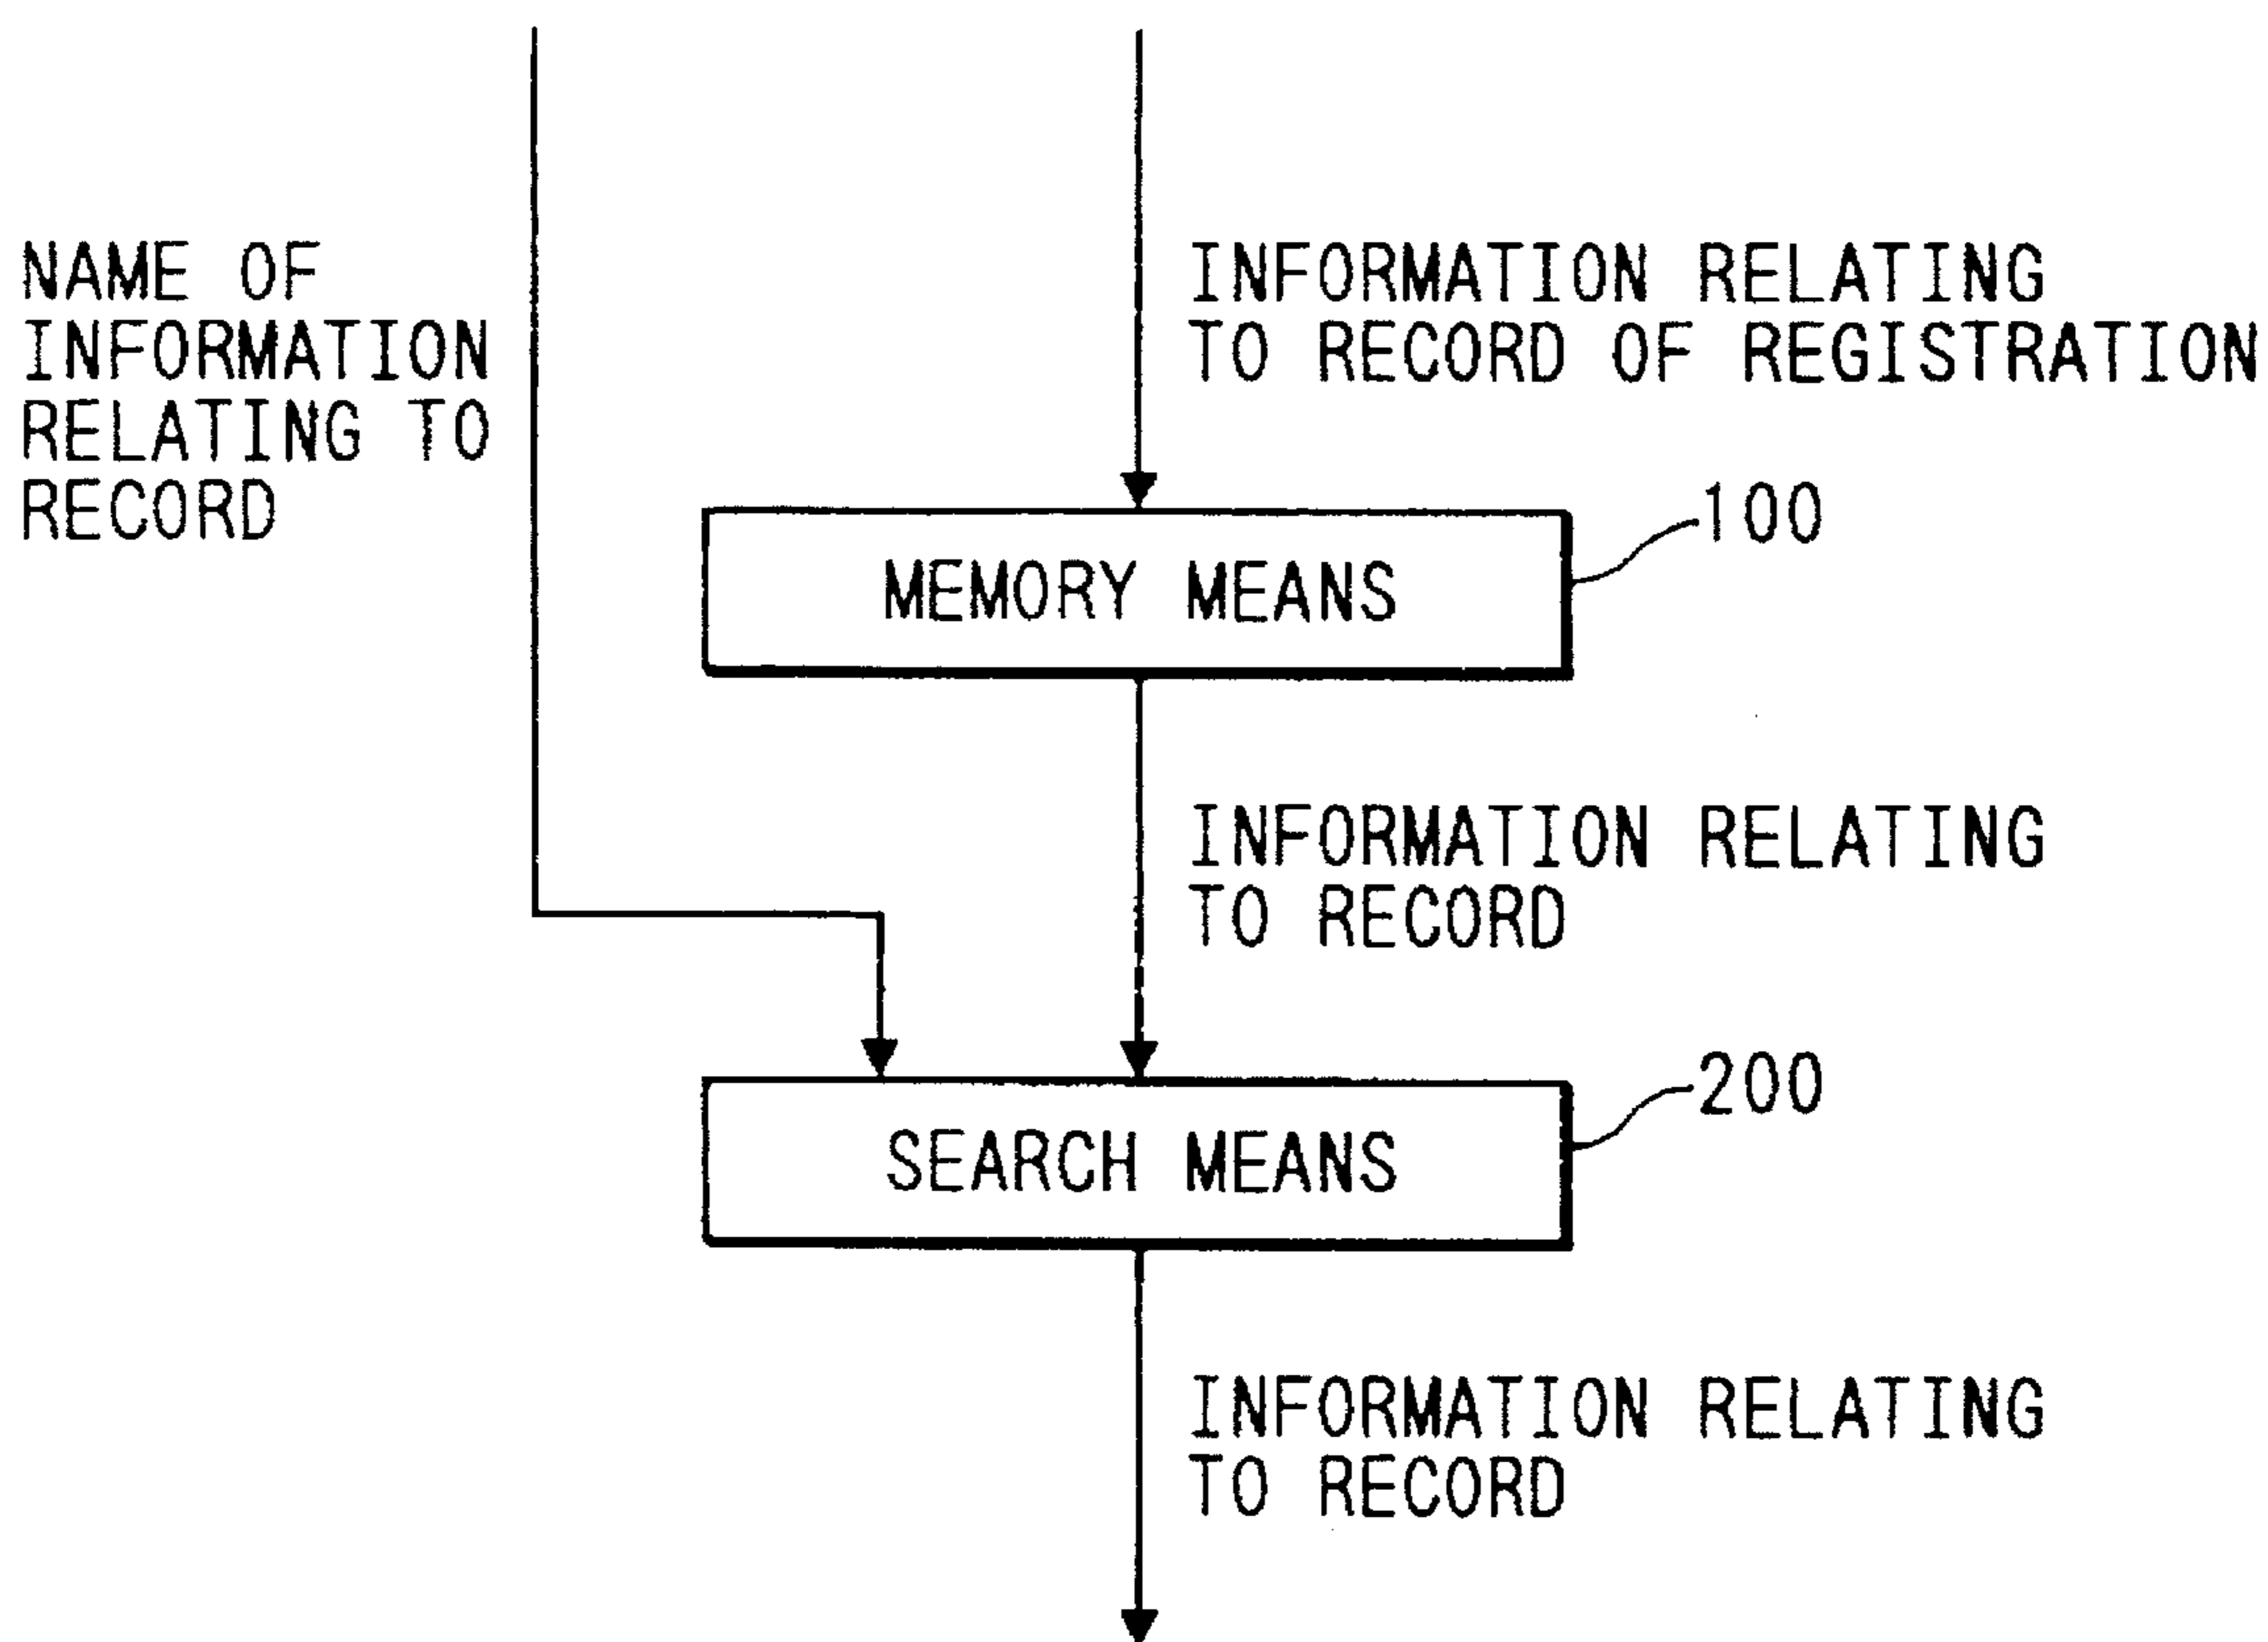 NAME OF
INFORMATION
RELATING TO
RECORD
INFORMATION RELATING
TO RECORD OF REGISTRATION
100
MEMORY MEANS
INFORMATION RELATING
TO RECORD
200
SEARCH MEANS
INFORMATION RELATING
TO RECORD